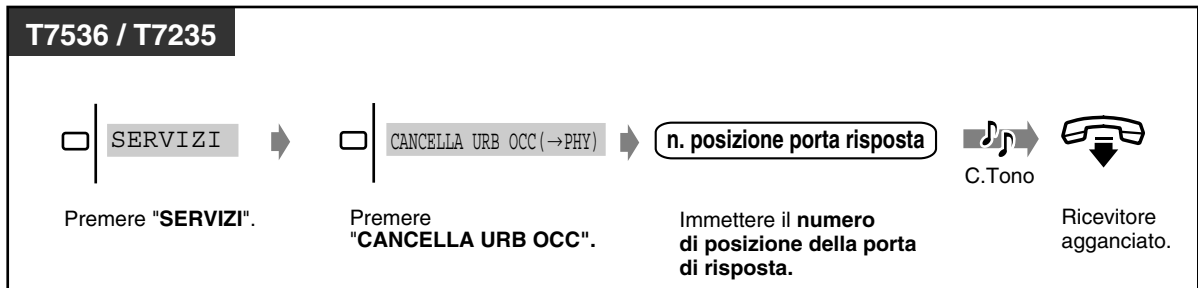 T7536 / T7235
SERVIZI
CANCELLA URB OCC(→PHY)
n. posizione porta risposta
C.Tono
Premere "SERVIZI".
Premere
"CANCELLA URB OCC".
Immettere il numero
di posizione della porta
di risposta.
Ricevitore
agganciato.